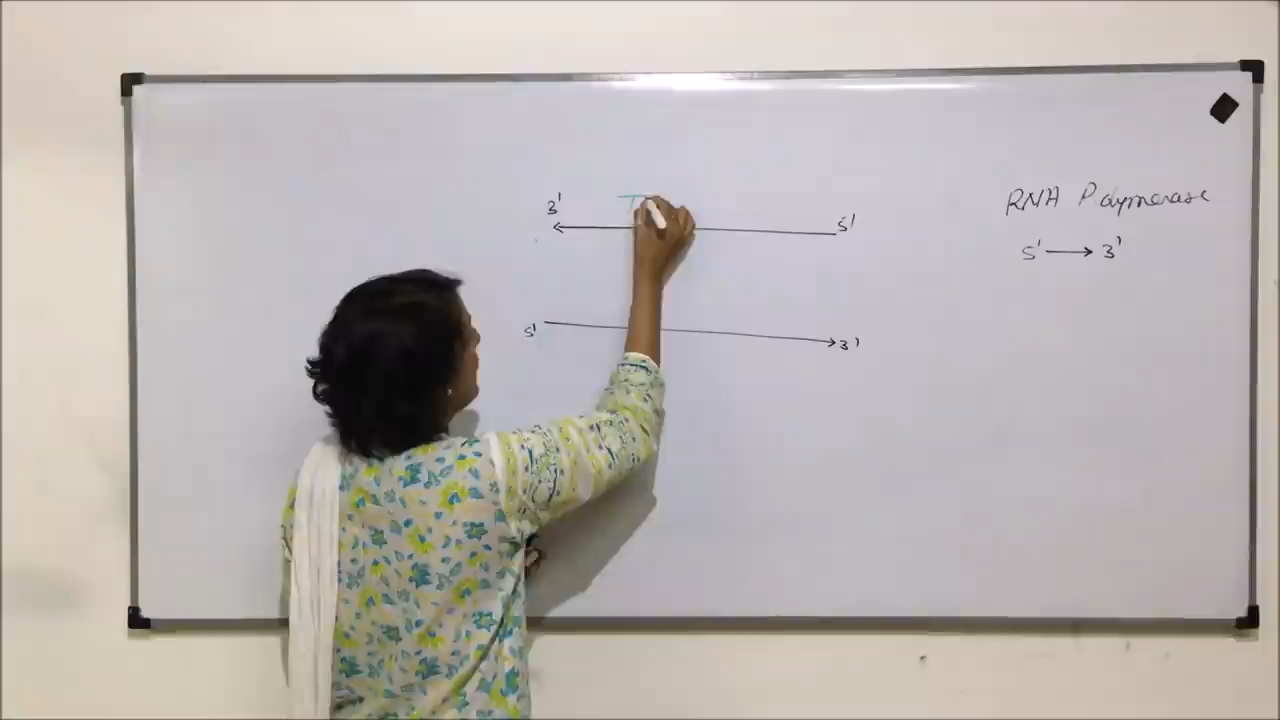 RNA Polymerase
5' → 3'
T
3' 5'
5' 3'